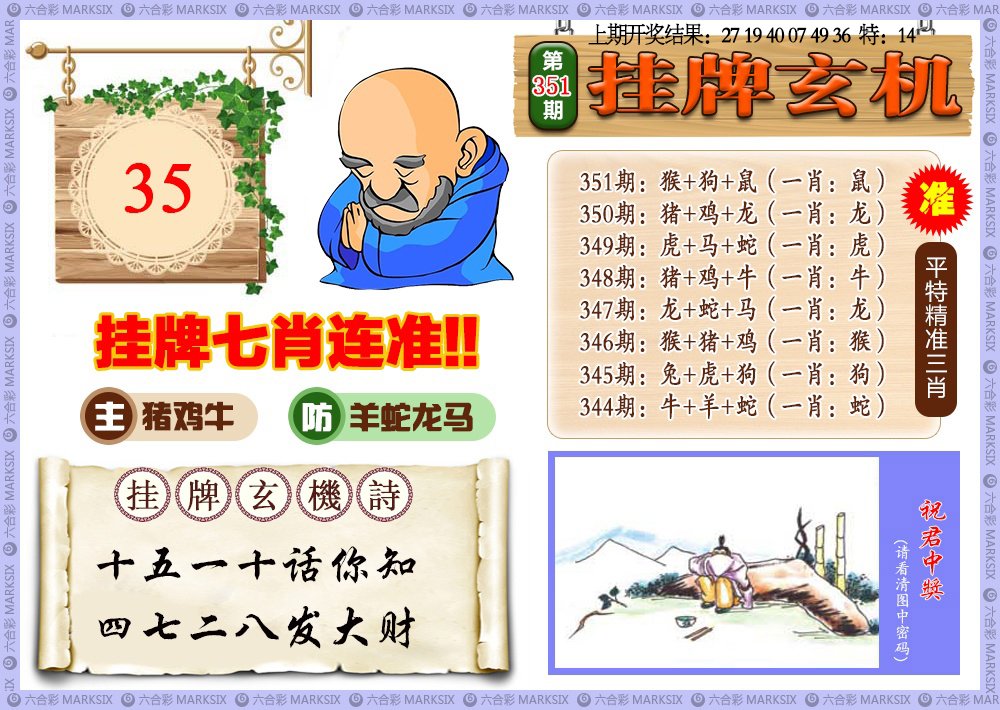 六合彩 MARKSIX
上期开奖结果：27 19 40 07 49 36 特：14
第351期
挂牌玄机
35
挂牌七肖连准!!
主 猪鸡牛
防 羊蛇龙马
挂牌玄機詩
十五一十话你知
四七二八发大财
351期：猴+狗+鼠（一肖：鼠）
350期：猪+鸡+龙（一肖：龙）
349期：虎+马+蛇（一肖：虎）
348期：猪+鸡+牛（一肖：牛）
347期：龙+蛇+马（一肖：龙）
346期：猴+猪+鸡（一肖：猴）
345期：兔+虎+狗（一肖：狗）
344期：牛+羊+蛇（一肖：蛇）
准
平特精准三肖
祝君中獎
（请看清图中密码）